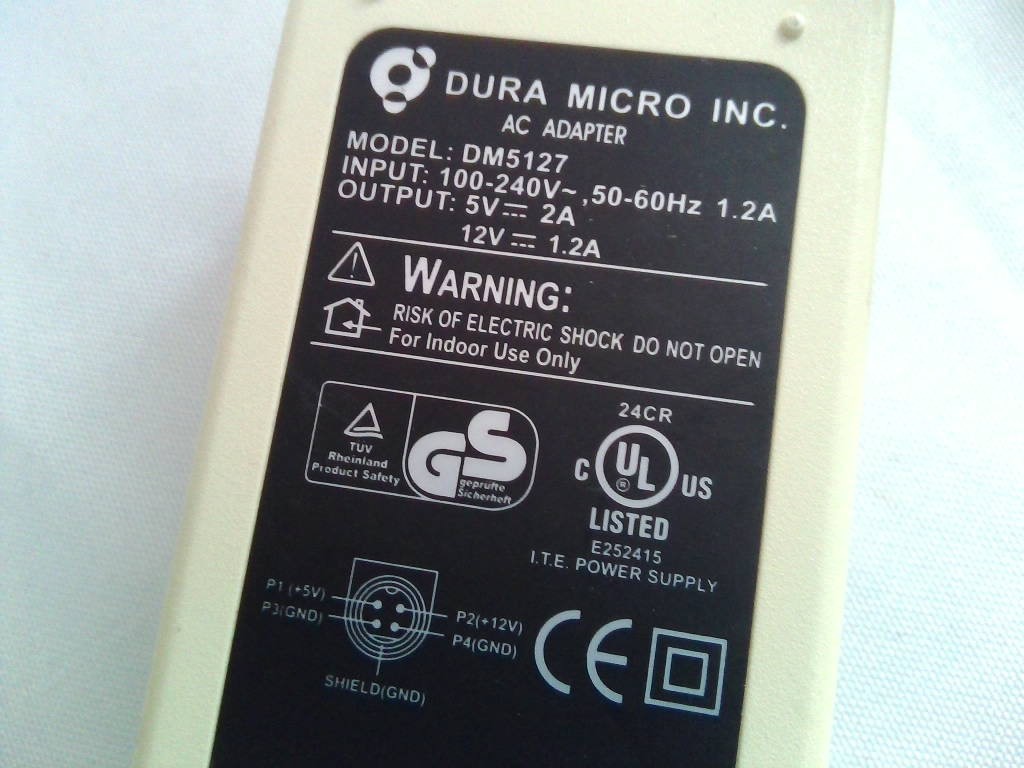 DURA MICRO INC.
AC ADAPTER
MODEL: DM5127
INPUT: 100-240V~,50-60Hz 1.2A
OUTPUT: 5V⎓ 2A
12V⎓ 1.2A
WARNING:
RISK OF ELECTRIC SHOCK DO NOT OPEN
For Indoor Use Only
TÜV
Rheinland
Product Safety
GS
geprüfte
Sicherheit
24CR
C UL US
®
LISTED
E252415
I.T.E. POWER SUPPLY
P1(+5V)
P3(GND)
P2(+12V)
P4(GND)
SHIELD(GND)
CE